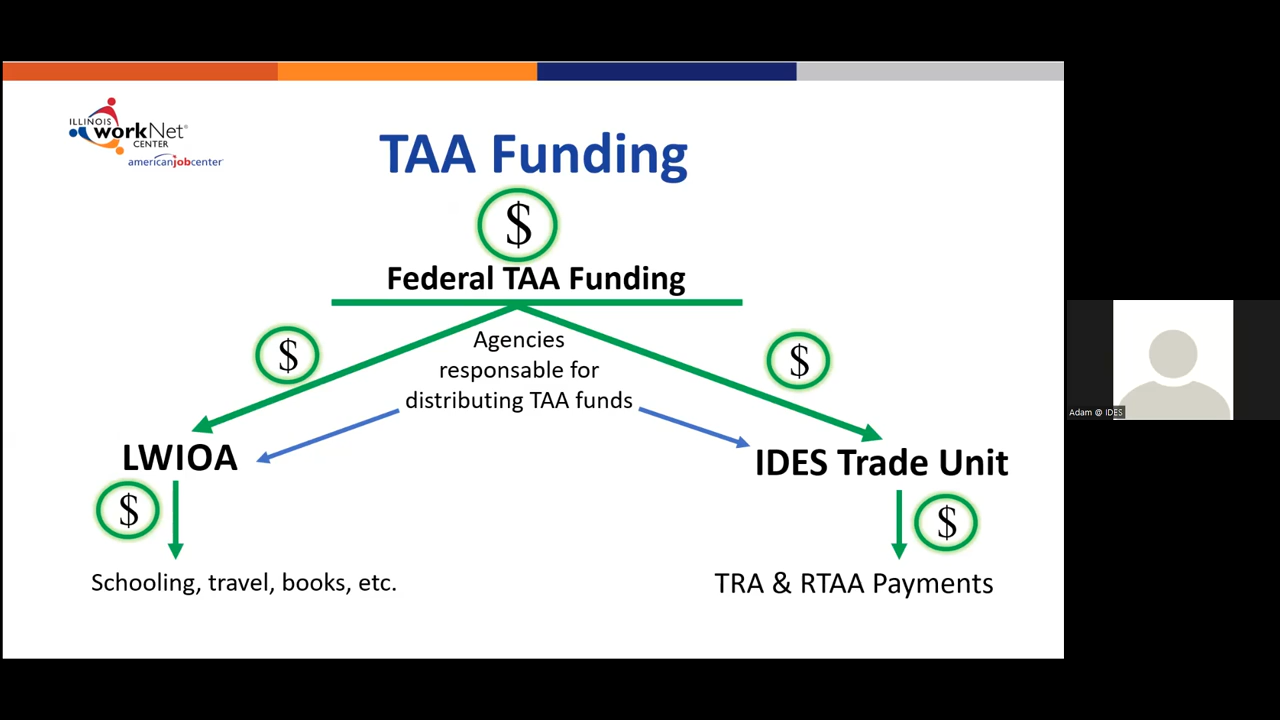 ILLINOIS
workNet®
CENTER
americanjobcenter®
TAA Funding
$
Federal TAA Funding
$
$
Agencies
responsable for
distributing TAA funds
LWIOA
IDES Trade Unit
$
$
Schooling, travel, books, etc.
TRA & RTAA Payments
Adam @ IDES